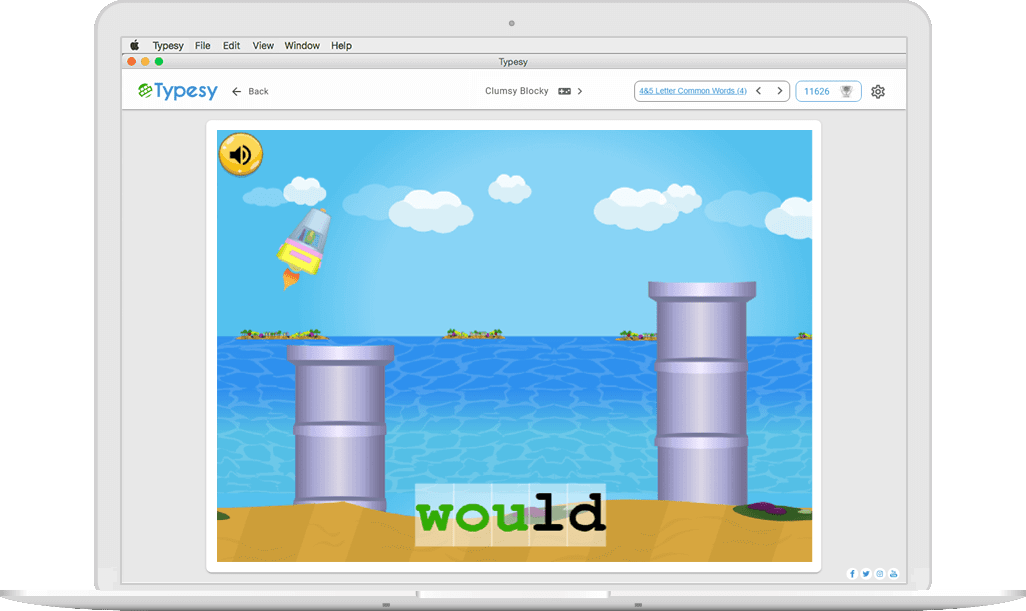 Typesy File Edit View Window Help
Typesy
Typesy Back Clumsy Blocky 4&5 Letter Common Words (4) 11626
would